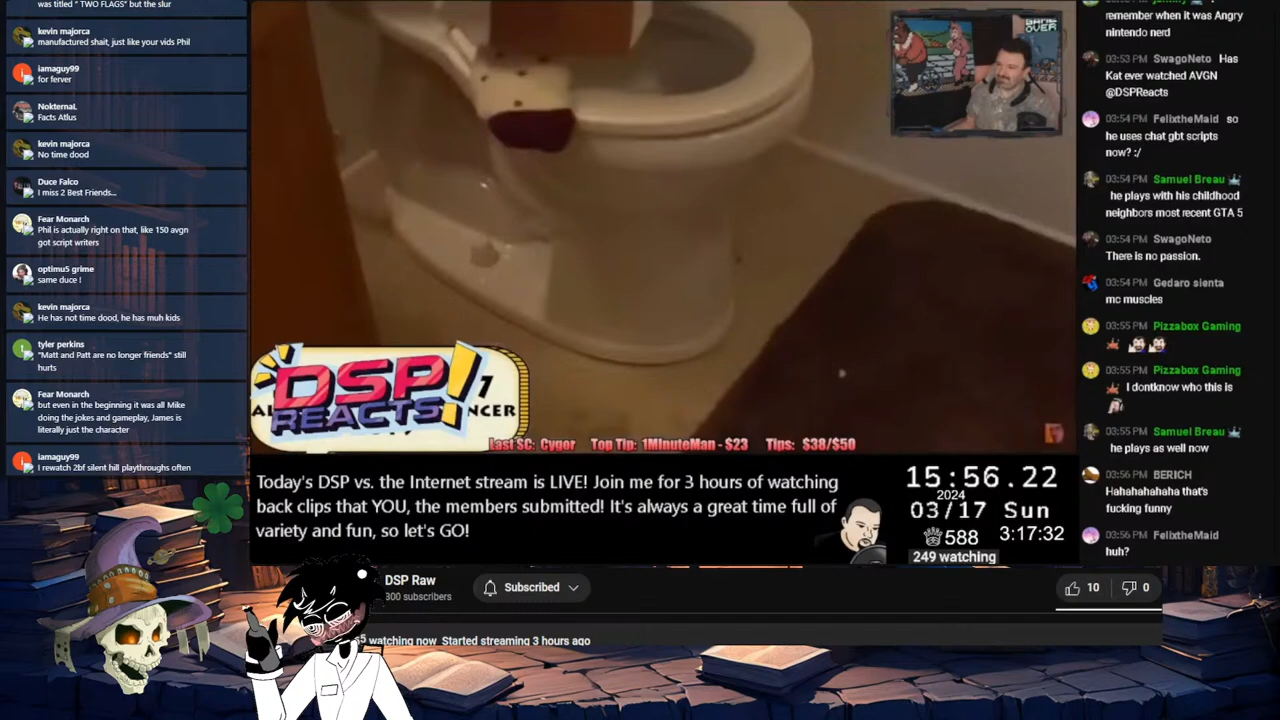 was titled " TWO FLAGS" but the slur
kevin majorca
manufactured shait, just like your vids Phil
iamaguy99
for ferver
NokternaL
Facts Atlus
kevin majorca
No time dood
Duce Falco
I miss 2 Best Friends...
Fear Monarch
Phil is actually right on that, like 150 avgn
got script writers
optimu5 grime
same duce !
kevin majorca
He has not time dood, he has muh kids
tyler perkins
"Matt and Patt are no longer friends" still
hurts
Fear Monarch
but even in the beginning it was all Mike
doing the jokes and gameplay, James is
literally just the character
iamaguy99
I rewatch 2bf silent hill playthroughs often
GAME
OVER
DSP!
REACTS!
NCER
Last SC: Cygor Top Tip: 1MInuteMan - $23 Tips: $38/$50
Today's DSP vs. the Internet stream is LIVE! Join me for 3 hours of watching
back clips that YOU, the members submitted! It's always a great time full of
variety and fun, so let's GO!
15:56.22
2024
03/17 Sun
588 3:17:32
249 watching
DSP Raw
300 subscribers
Subscribed
10
0
watching now Started streaming 3 hours ago
remember when it was Angry
nintendo nerd
03:53 PM SwagoNeto Has
Kat ever watched AVGN
@DSPReacts
03:54 PM FelixtheMaid so
he uses chat gbt scripts
now? :/
03:54 PM Samuel Breau
he plays with his childhood
neighbors most recent GTA 5
03:54 PM SwagoNeto
There is no passion.
03:54 PM Gedaro sienta
mc muscles
03:55 PM Pizzabox Gaming
03:55 PM Pizzabox Gaming
I dontknow who this is
03:55 PM Samuel Breau
he plays as well now
03:56 PM BERICH
Hahahahahaha that's
fucking funny
03:56 PM FelixtheMaid
huh?